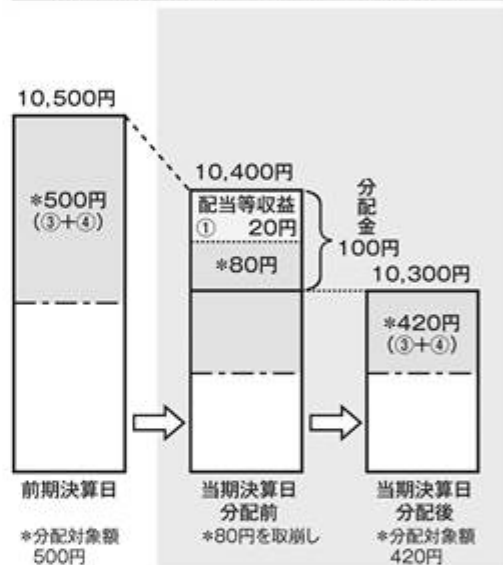 10,500円
*500円
(③+④)
前期決算日
*分配対象額
500円
10,400円
配当等収益
① 20円
*80円
分配金
100円
当期決算日
分配前
*80円を取崩し
10,300円
*420円
(③+④)
当期決算日
分配後
*分配対象額
420円